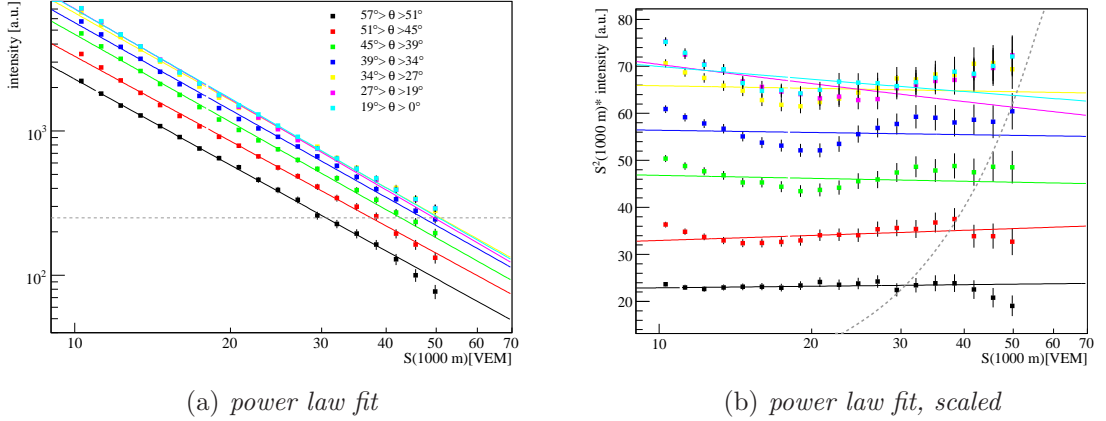 intensity [a.u.]
10³
10²
57°> θ >51°
51°> θ >45°
45°> θ >39°
39°> θ >34°
34°> θ >27°
27°> θ >19°
19°> θ > 0°
10 20 30 40 50 60 70
S(1000 m)[VEM]
(a) power law fit
S²(1000 m)* intensity [a.u.]
80
70
60
50
40
30
20
10 20 30 40 50 60 70
S(1000 m)[VEM]
(b) power law fit, scaled